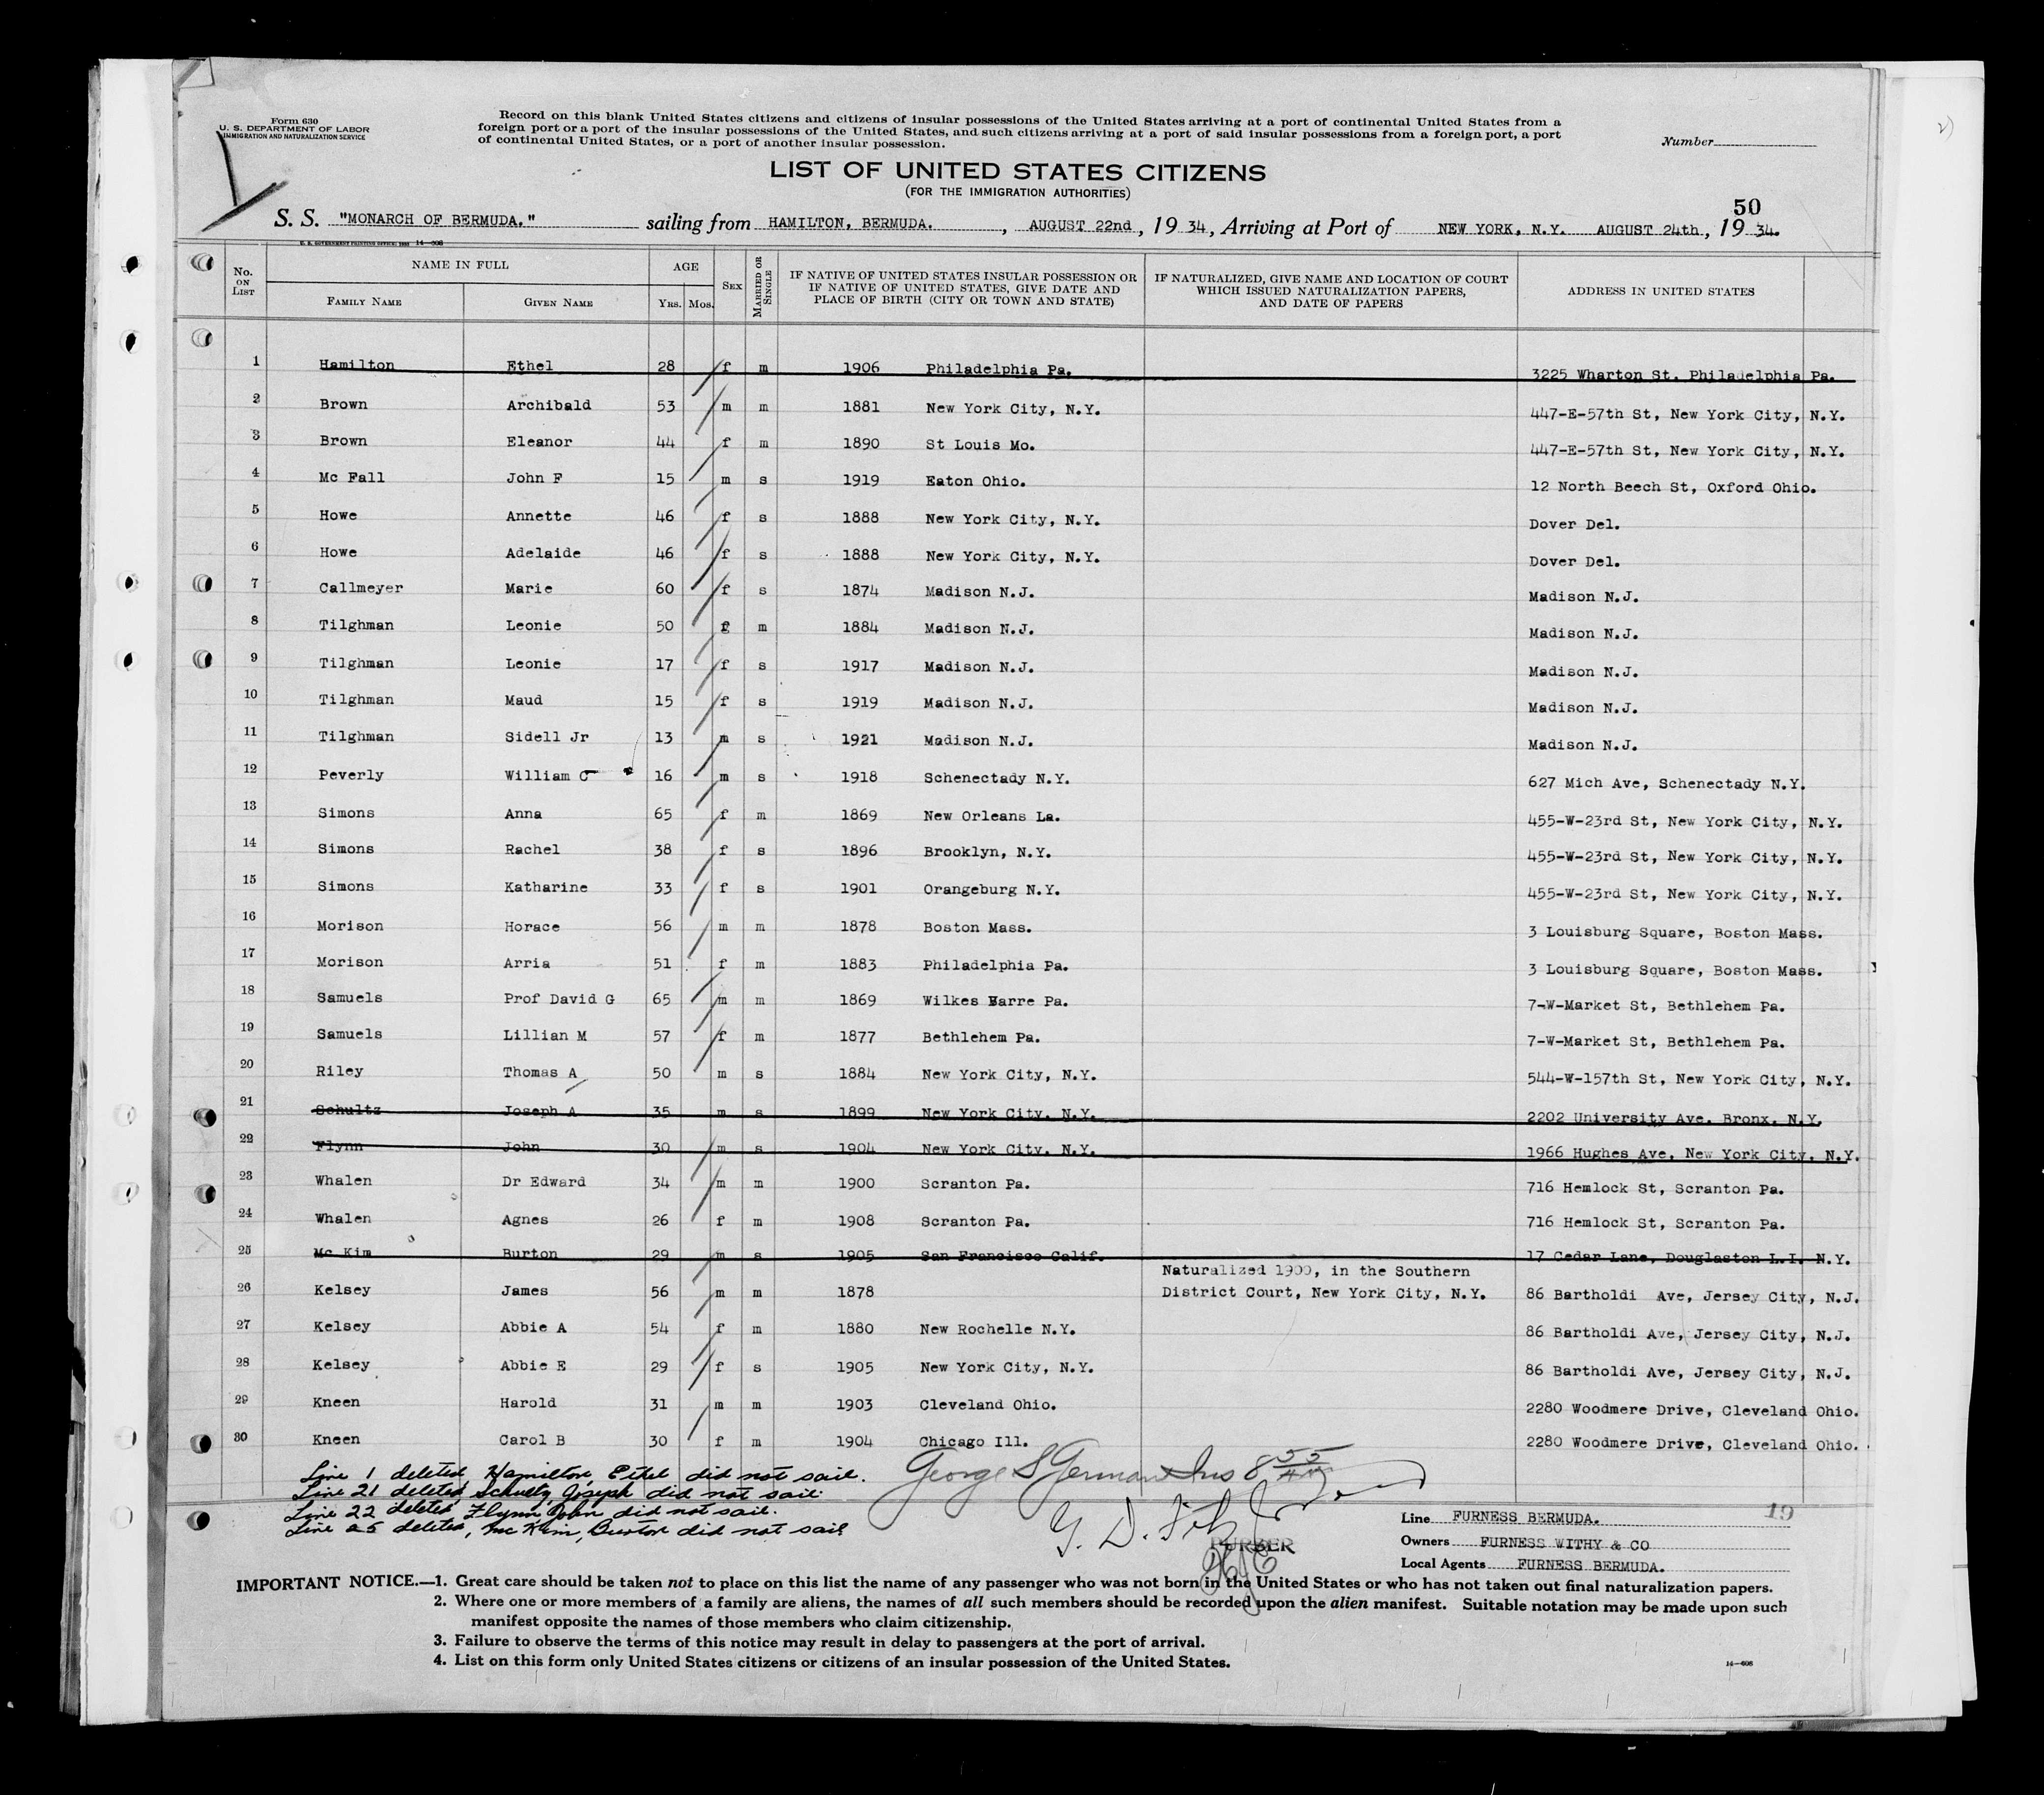 Form 630
U. S. DEPARTMENT OF LABOR
IMMIGRATION AND NATURALIZATION SERVICE
Record on this blank United States citizens and citizens of insular possessions of the United States arriving at a port of continental United States from a
foreign port or a port of the insular possessions of the United States, and such citizens arriving at a port of said insular possessions from a foreign port, a port
of continental United States, or a port of another insular possession.
Number
LIST OF UNITED STATES CITIZENS
(FOR THE IMMIGRATION AUTHORITIES)
50
S. S. "MONARCH OF BERMUDA." sailing from HAMILTON, BERMUDA. , AUGUST 22nd , 19 34 , Arriving at Port of NEW YORK, N.Y. AUGUST 24th , 19 34.
U. S. GOVERNMENT PRINTING OFFICE: 14—608
No. ON LIST NAME IN FULL AGE SEX MARRIED OR SINGLE IF NATIVE OF UNITED STATES INSULAR POSSESSION OR IF NATIVE OF UNITED STATES, GIVE DATE AND PLACE OF BIRTH (CITY OR TOWN AND STATE) IF NATURALIZED, GIVE NAME AND LOCATION OF COURT WHICH ISSUED NATURALIZATION PAPERS, AND DATE OF PAPERS ADDRESS IN UNITED STATES
FAMILY NAME GIVEN NAME YRS. MOS.
1 Hamilton Ethel 28 f m 1906 Philadelphia Pa. 3225 Wharton St, Philadelphia Pa.
2 Brown Archibald 53 m m 1881 New York City, N.Y. 447-E-57th St, New York City, N.Y.
3 Brown Eleanor 44 f m 1890 St Louis Mo. 447-E-57th St, New York City, N.Y.
4 Mc Fall John F 15 m s 1919 Eaton Ohio. 12 North Beech St, Oxford Ohio.
5 Howe Annette 46 f s 1888 New York City, N.Y. Dover Del.
6 Howe Adelaide 46 f s 1888 New York City, N.Y. Dover Del.
7 Callmeyer Marie 60 f s 1874 Madison N.J. Madison N.J.
8 Tilghman Leonie 50 f m 1884 Madison N.J. Madison N.J.
9 Tilghman Leonie 17 f s 1917 Madison N.J. Madison N.J.
10 Tilghman Maud 15 f s 1919 Madison N.J. Madison N.J.
11 Tilghman Sidell Jr 13 m s 1921 Madison N.J. Madison N.J.
12 Peverly William C 16 m s 1918 Schenectady N.Y. 627 Mich Ave, Schenectady N.Y.
13 Simons Anna 65 f m 1869 New Orleans La. 455-W-23rd St, New York City, N.Y.
14 Simons Rachel 38 f s 1896 Brooklyn, N.Y. 455-W-23rd St, New York City, N.Y.
15 Simons Katharine 33 f s 1901 Orangeburg N.Y. 455-W-23rd St, New York City, N.Y.
16 Morison Horace 56 m m 1878 Boston Mass. 3 Louisburg Square, Boston Mass.
17 Morison Arria 51 f m 1883 Philadelphia Pa. 3 Louisburg Square, Boston Mass.
18 Samuels Prof David G 65 m m 1869 Wilkes Barre Pa. 7-W-Market St, Bethlehem Pa.
19 Samuels Lillian M 57 f m 1877 Bethlehem Pa. 7-W-Market St, Bethlehem Pa.
20 Riley Thomas A 50 m s 1884 New York City, N.Y. 544-W-157th St, New York City, N.Y.
21 Schultz Joseph A 35 m s 1899 New York City, N.Y. 2202 University Ave, Bronx, N.Y.
22 Flynn John 30 m s 1904 New York City, N.Y. 1966 Hughes Ave, New York City, N.Y.
23 Whalen Dr Edward 34 m m 1900 Scranton Pa. 716 Hemlock St, Scranton Pa.
24 Whalen Agnes 26 f m 1908 Scranton Pa. 716 Hemlock St, Scranton Pa.
25 Mc Kim Burton 29 m s 1905 San Francisco Calif. 17 Cedar Lane, Douglaston L.I. N.Y.
Naturalized 1900, in the Southern
26 Kelsey James 56 m m 1878 District Court, New York City, N.Y. 86 Bartholdi Ave, Jersey City, N.J.
27 Kelsey Abbie A 54 f m 1880 New Rochelle N.Y. 86 Bartholdi Ave, Jersey City, N.J.
28 Kelsey Abbie E 29 f s 1905 New York City, N.Y. 86 Bartholdi Ave, Jersey City, N.J.
29 Kneen Harold 31 m m 1903 Cleveland Ohio. 2280 Woodmere Drive, Cleveland Ohio.
30 Kneen Carol B 30 f m 1904 Chicago Ill. 2280 Woodmere Drive, Cleveland Ohio.
Line 1 deleted, Hamilton, Ethel did not sail. George S German Ins
Line 21 deleted Schultz, Joseph did not sail.
Line 22 deleted, Flynn, John did not sail.
Line 25 deleted, Mc Kim, Burton did not sail
G. D.
PURSER
19
Line FURNESS BERMUDA.
Owners FURNESS WITHY & CO
Local Agents FURNESS BERMUDA.
IMPORTANT NOTICE.—1. Great care should be taken not to place on this list the name of any passenger who was not born in the United States or who has not taken out final naturalization papers.
2. Where one or more members of a family are aliens, the names of all such members should be recorded upon the alien manifest. Suitable notation may be made upon such
manifest opposite the names of those members who claim citizenship.
3. Failure to observe the terms of this notice may result in delay to passengers at the port of arrival.
4. List on this form only United States citizens or citizens of an insular possession of the United States.
14—608